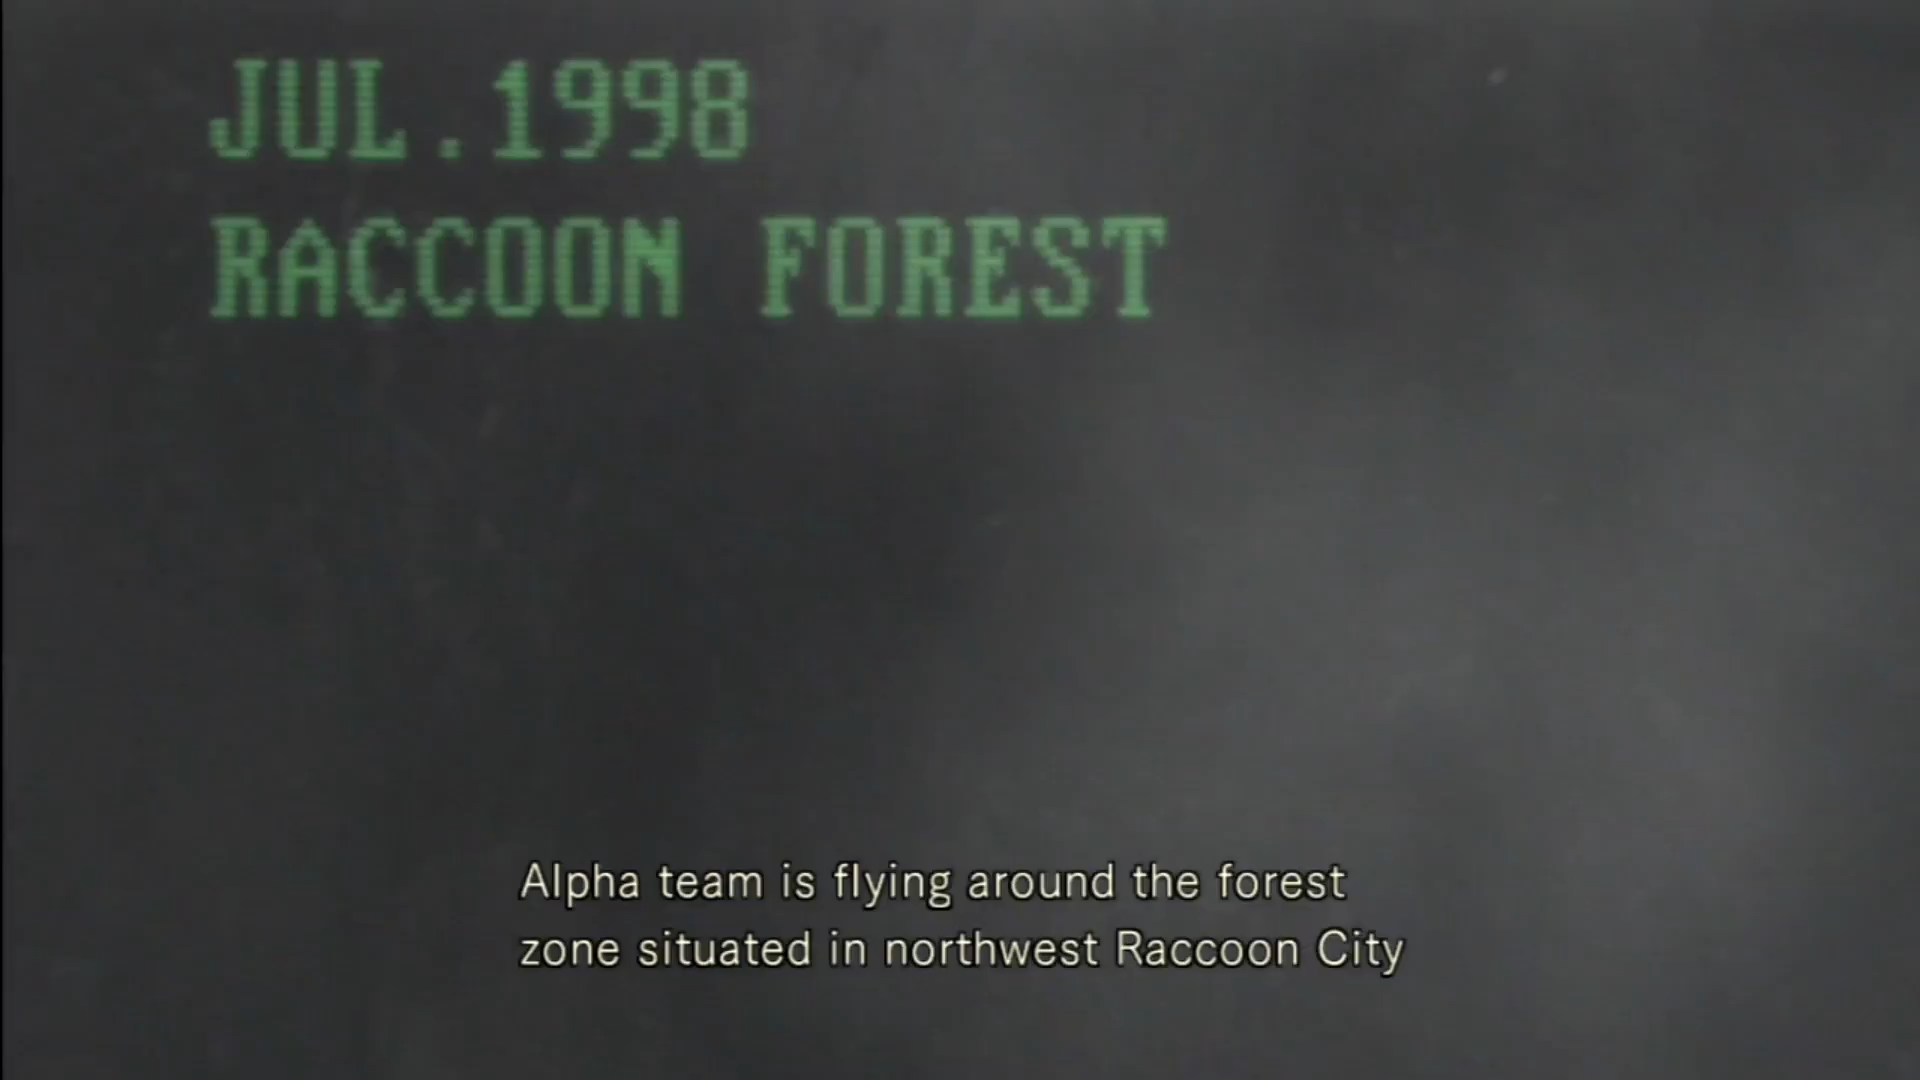 JUL.1998
RACCOON FOREST
Alpha team is flying around the forest
zone situated in northwest Raccoon City